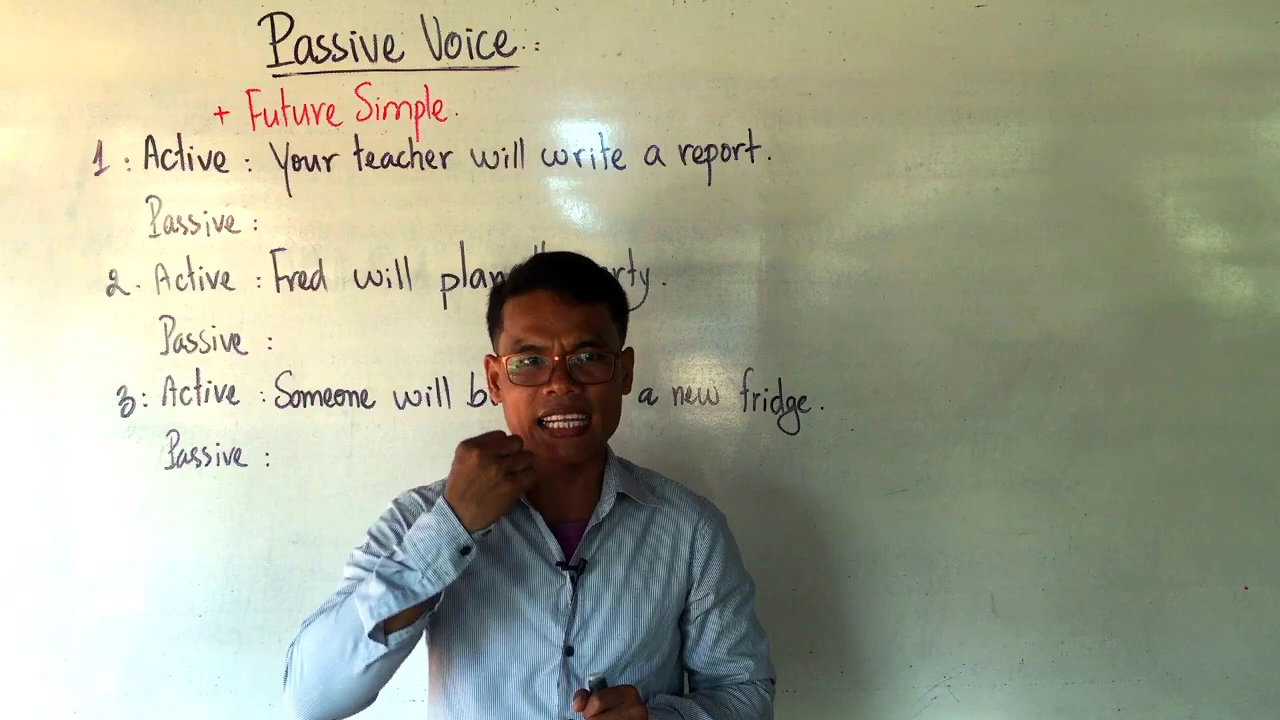 Passive Voice :
+ Future Simple.
1 : Active : Your teacher will write a report.
Passive :
2. Active : Fred will plan
Passive :
3 : Active : Someone will a new fridge.
Passive :